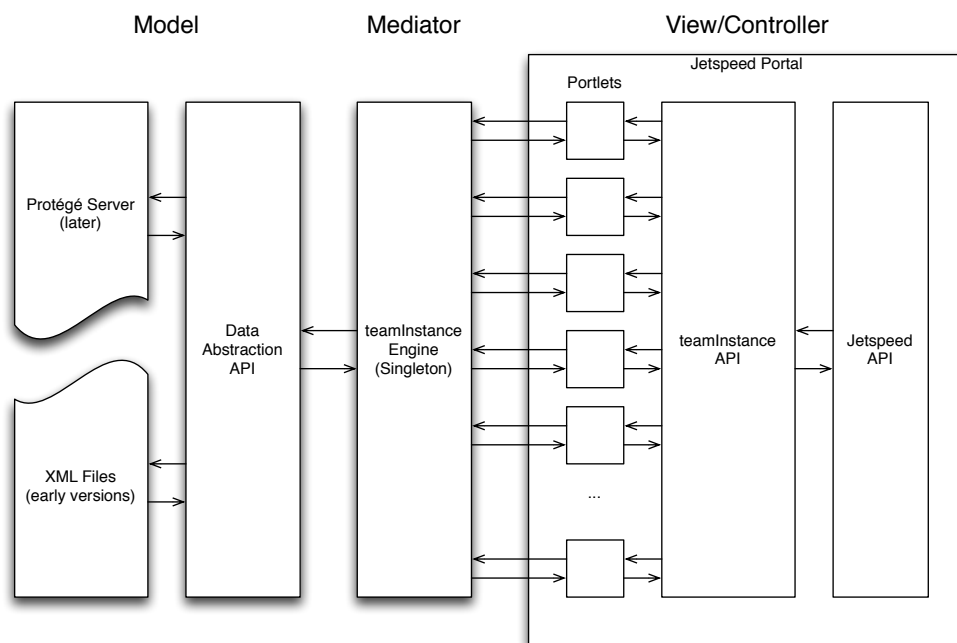 Model
Mediator
View/Controller
Jetspeed Portal
Portlets
Protégé Server
(later)
XML Files
(early versions)
Data
Abstraction
API
teamInstance
Engine
(Singleton)
...
teamInstance
API
Jetspeed
API